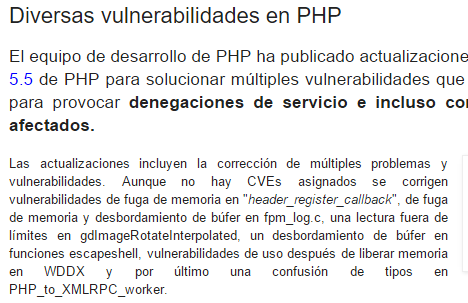 Diversas vulnerabilidades en PHP
El equipo de desarrollo de PHP ha publicado actualizacione
5.5 de PHP para solucionar múltiples vulnerabilidades que
para provocar denegaciones de servicio e incluso co
afectados.
Las actualizaciones incluyen la corrección de múltiples problemas y
vulnerabilidades. Aunque no hay CVEs asignados se corrigen
vulnerabilidades de fuga de memoria en "header_register_callback", de fuga
de memoria y desbordamiento de búfer en fpm_log.c, una lectura fuera de
límites en gdImageRotateInterpolated, un desbordamiento de búfer en
funciones escapeshell, vulnerabilidades de uso después de liberar memoria
en WDDX y por último una confusión de tipos en
PHP_to_XMLRPC_worker.